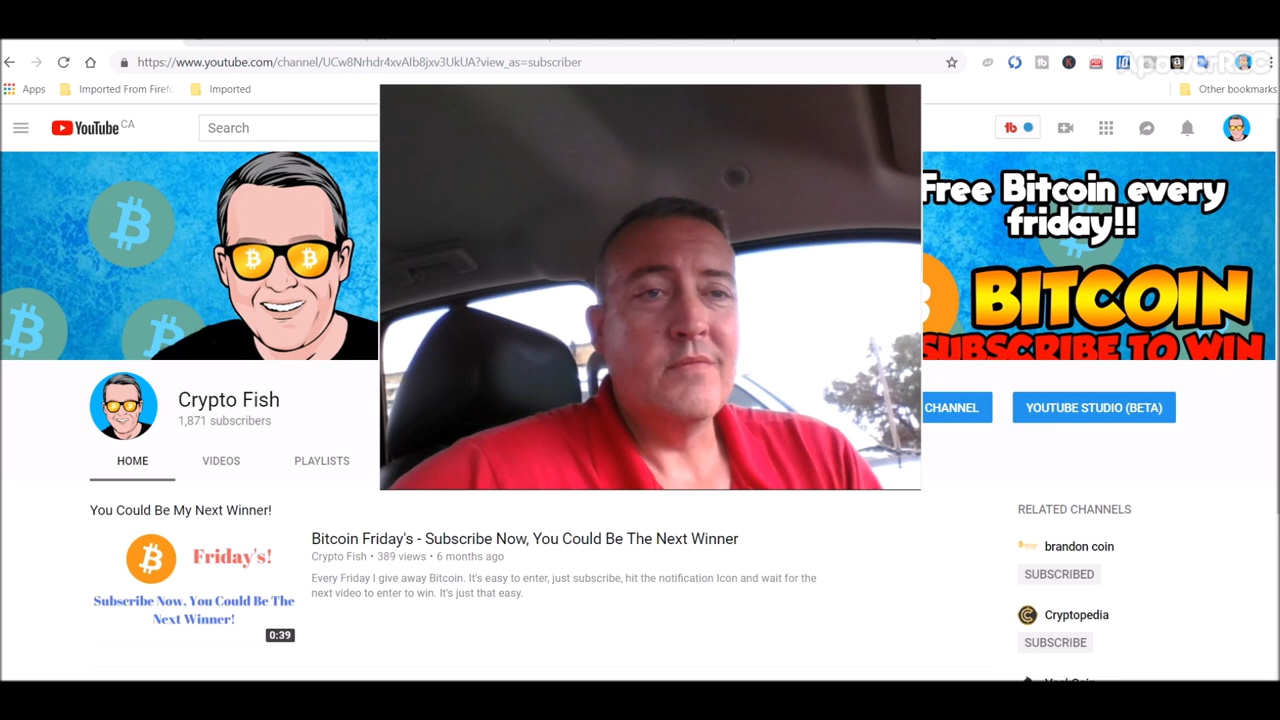 ApowerREC
https://www.youtube.com/channel/UCw8Nrhdr4xvAIb8jxv3UkUA?view_as=subscriber
Apps
Imported From Firef
Imported
Other bookmarks
YouTube CA
Search
Free Bitcoin every
friday!!
BITCOIN
SUBSCRIBE TO WIN
Crypto Fish
1,871 subscribers
CHANNEL
YOUTUBE STUDIO (BETA)
HOME
VIDEOS
PLAYLISTS
You Could Be My Next Winner!
Friday's!
Subscribe Now, You Could Be The
Next Winner!
0:39
Bitcoin Friday's - Subscribe Now, You Could Be The Next Winner
Crypto Fish • 389 views • 6 months ago
Every Friday I give away Bitcoin. It's easy to enter, just subscribe, hit the notification Icon and wait for the
next video to enter to win. It's just that easy.
RELATED CHANNELS
brandon coin
SUBSCRIBED
Cryptopedia
SUBSCRIBE